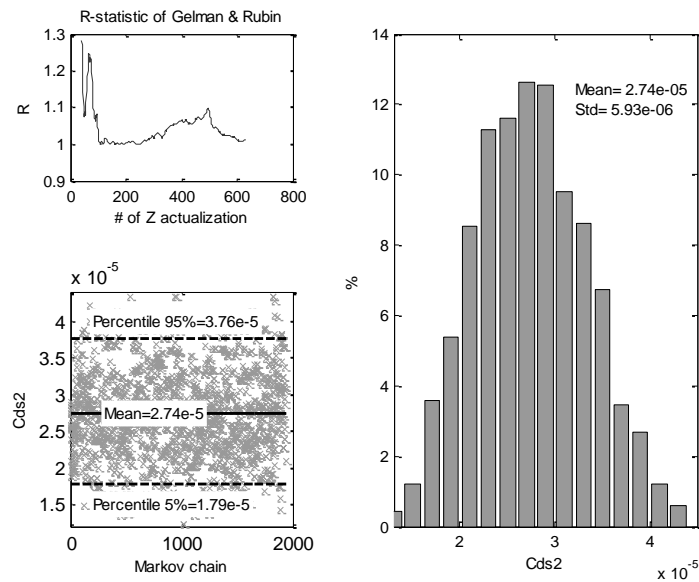 R-statistic of Gelman & Rubin
1.3
1.2
1.1
1
0.9
R
0
200
400
600
800
# of Z actualization
x 10^-5
4
3.5
3
2.5
2
1.5
Cds2
Percentile 95%=3.76e-5
Mean=2.74e-5
Percentile 5%=1.79e-5
0
1000
2000
Markov chain
14
12
10
8
6
4
2
0
%
Mean= 2.74e-05
Std= 5.93e-06
2
3
4
Cds2
x 10^-5